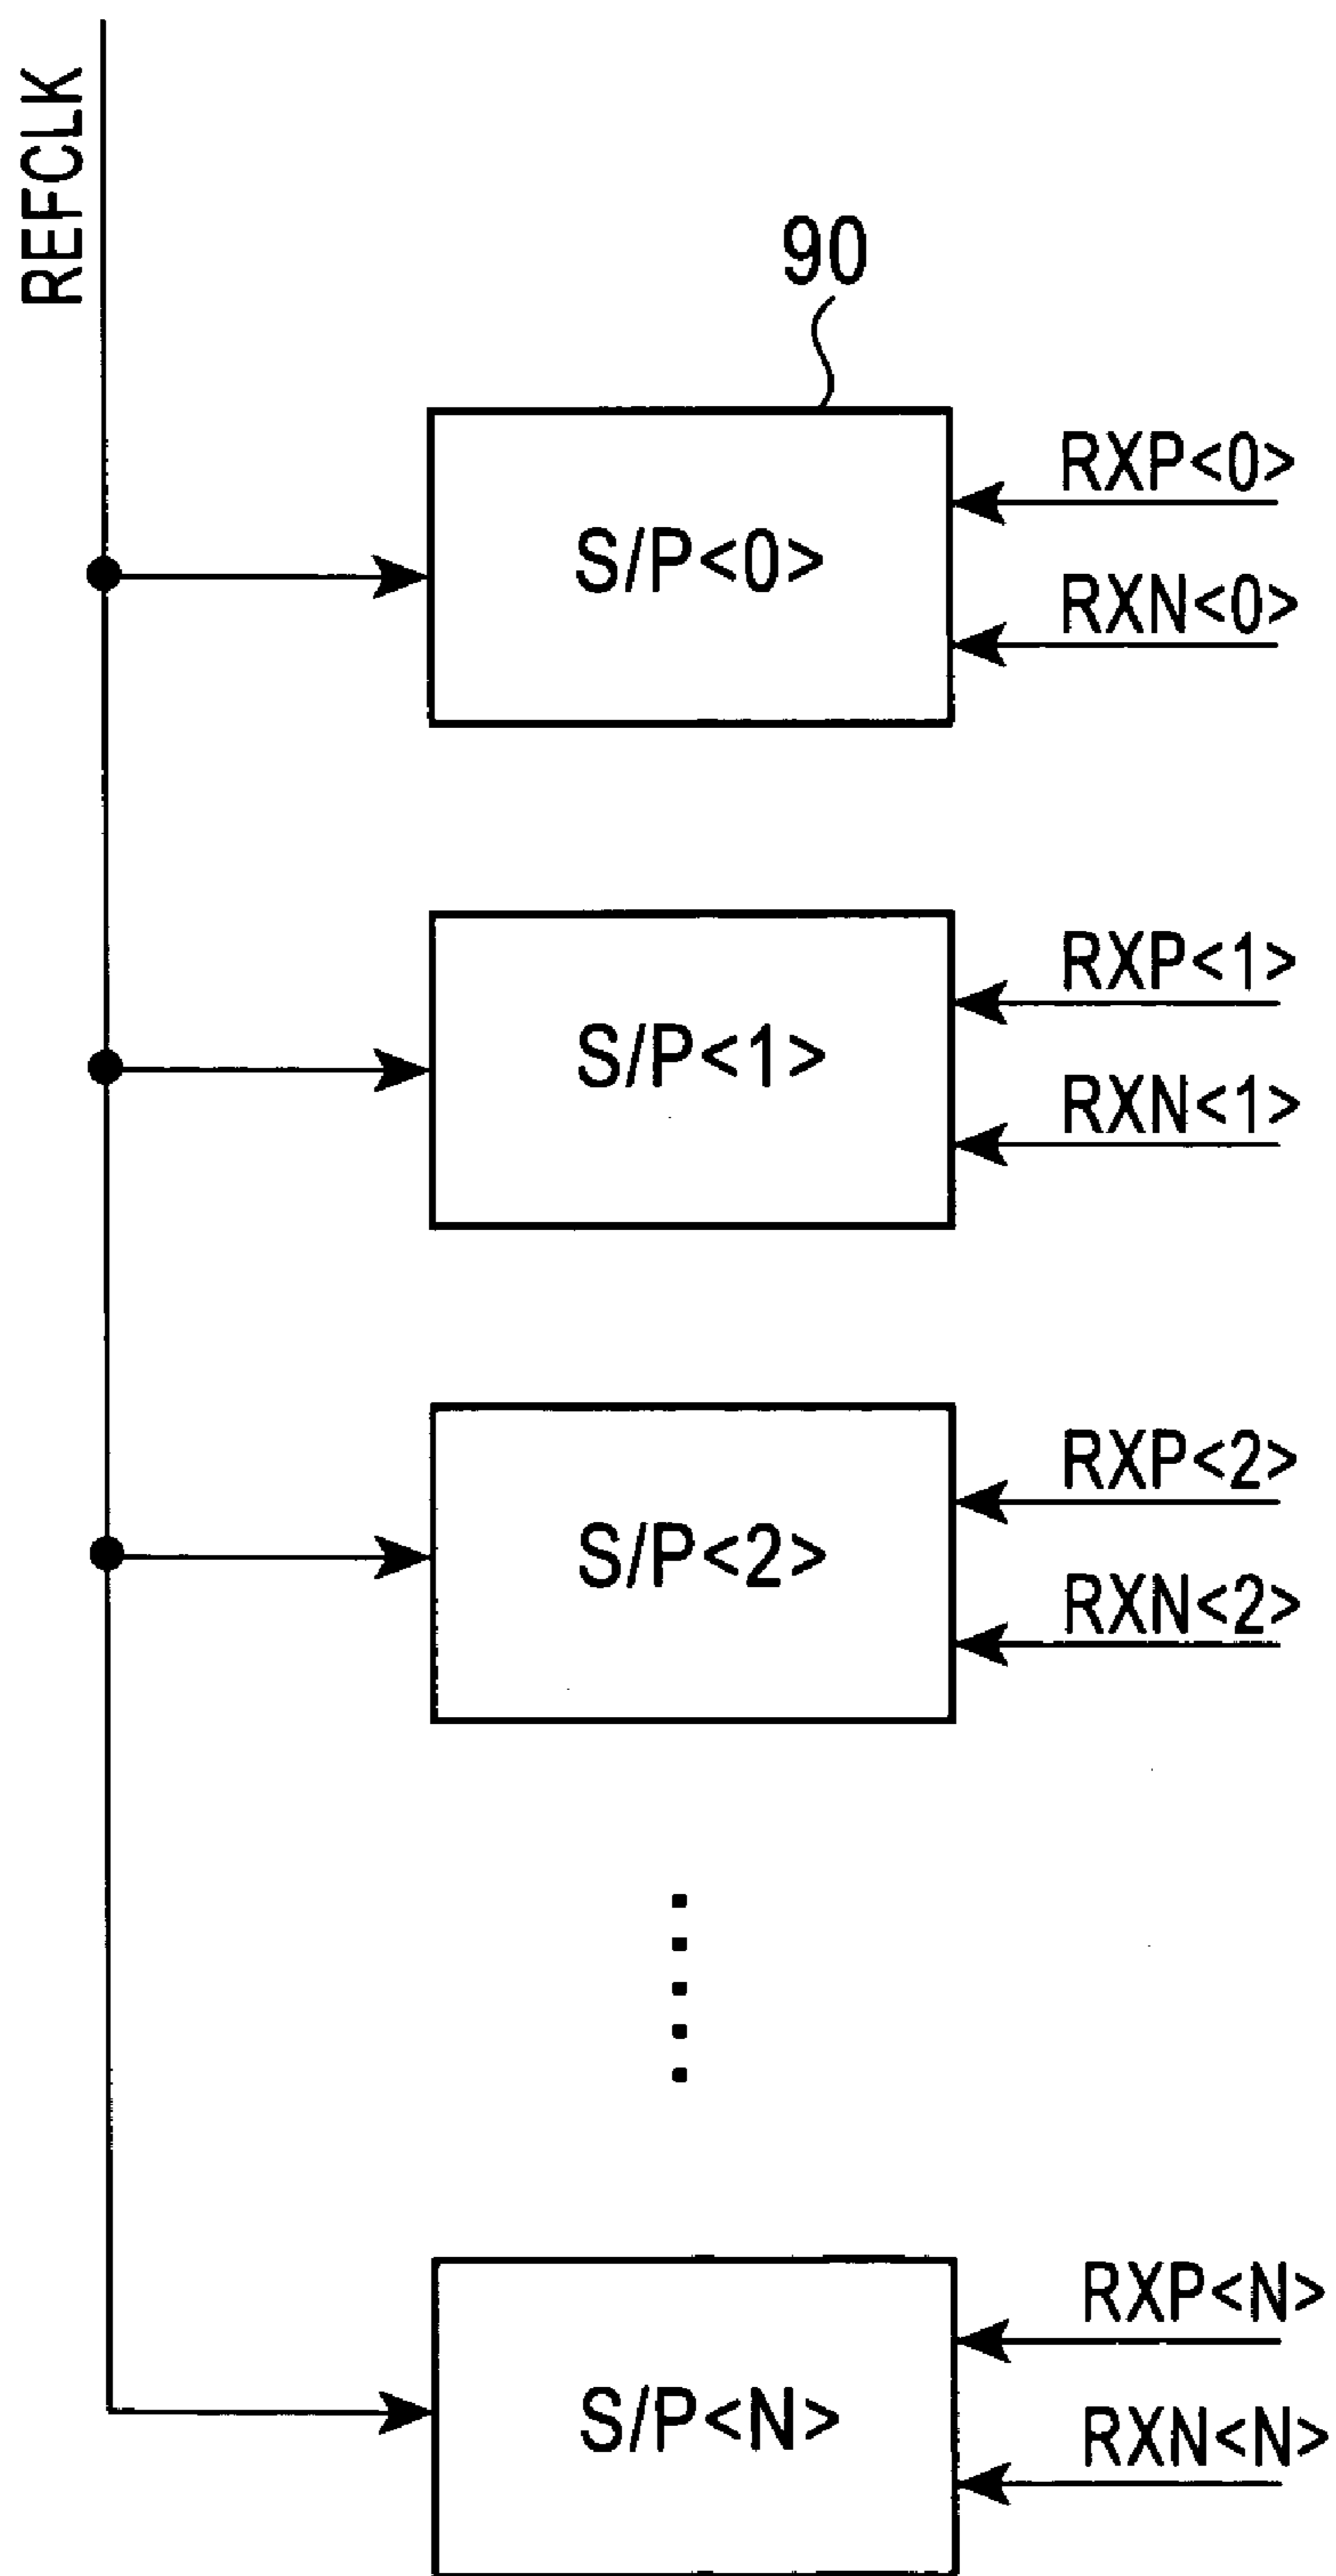 REFCLK
90
RXP<0>
S/P<0>
RXN<0>
RXP<1>
S/P<1>
RXN<1>
RXP<2>
S/P<2>
RXN<2>
RXP<N>
S/P<N>
RXN<N>